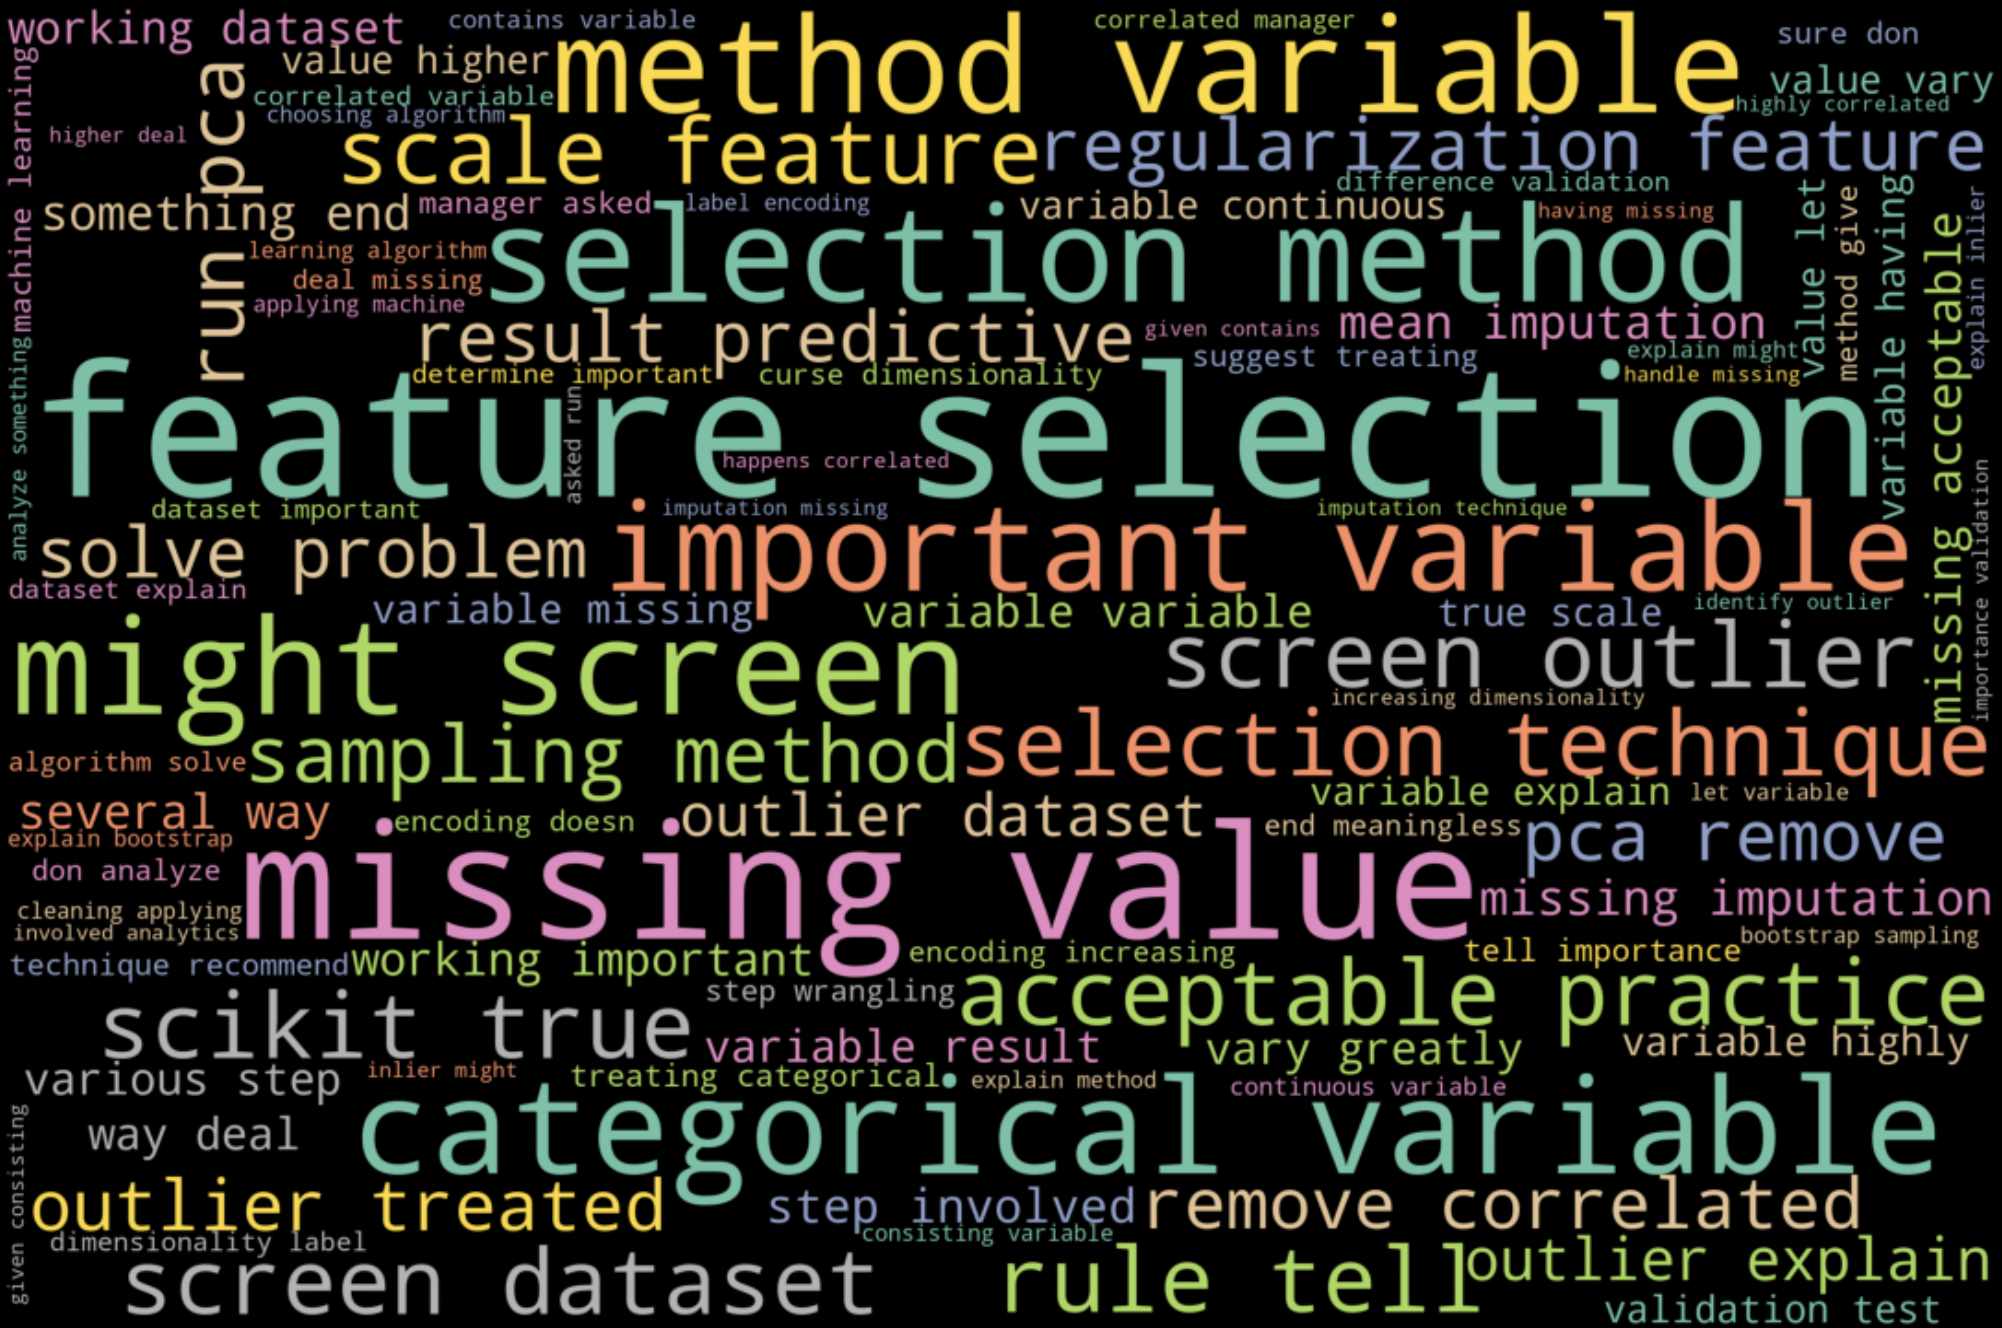 working dataset
contains variable
correlated manager
sure don
method variable
value higher
value vary
correlated variable
highly correlated
choosing algorithm
higher deal
run pca
machine learning
scale feature
regularization feature
difference validation
something end
manager asked
label encoding
variable continuous
having missing
value let
method give
variable having
missing acceptable
explain inlier
learning algorithm
selection method
deal missing
applying machine
result predictive
given contains
mean imputation
suggest treating
explain might
determine important
curse dimensionality
handle missing
analyze something
feature selection
asked run
happens correlated
importance validation
dataset important
imputation missing
imputation technique
solve problem
important variable
dataset explain
variable missing
variable variable
true scale
identify outlier
might screen
screen outlier
increasing dimensionality
sampling method
selection technique
algorithm solve
variable explain
let variable
several way
encoding doesn
outlier dataset
end meaningless
pca remove
explain bootstrap
don analyze
missing value
missing imputation
cleaning applying
involved analytics
bootstrap sampling
technique recommend
working important
encoding increasing
tell importance
step wrangling
acceptable practice
scikit true
variable result
vary greatly
variable highly
various step
inlier might
treating categorical
explain method
continuous variable
way deal
categorical variable
given consisting
outlier treated
step involved
remove correlated
consisting variable
dimensionality label
screen dataset
rule tell
outlier explain
validation test